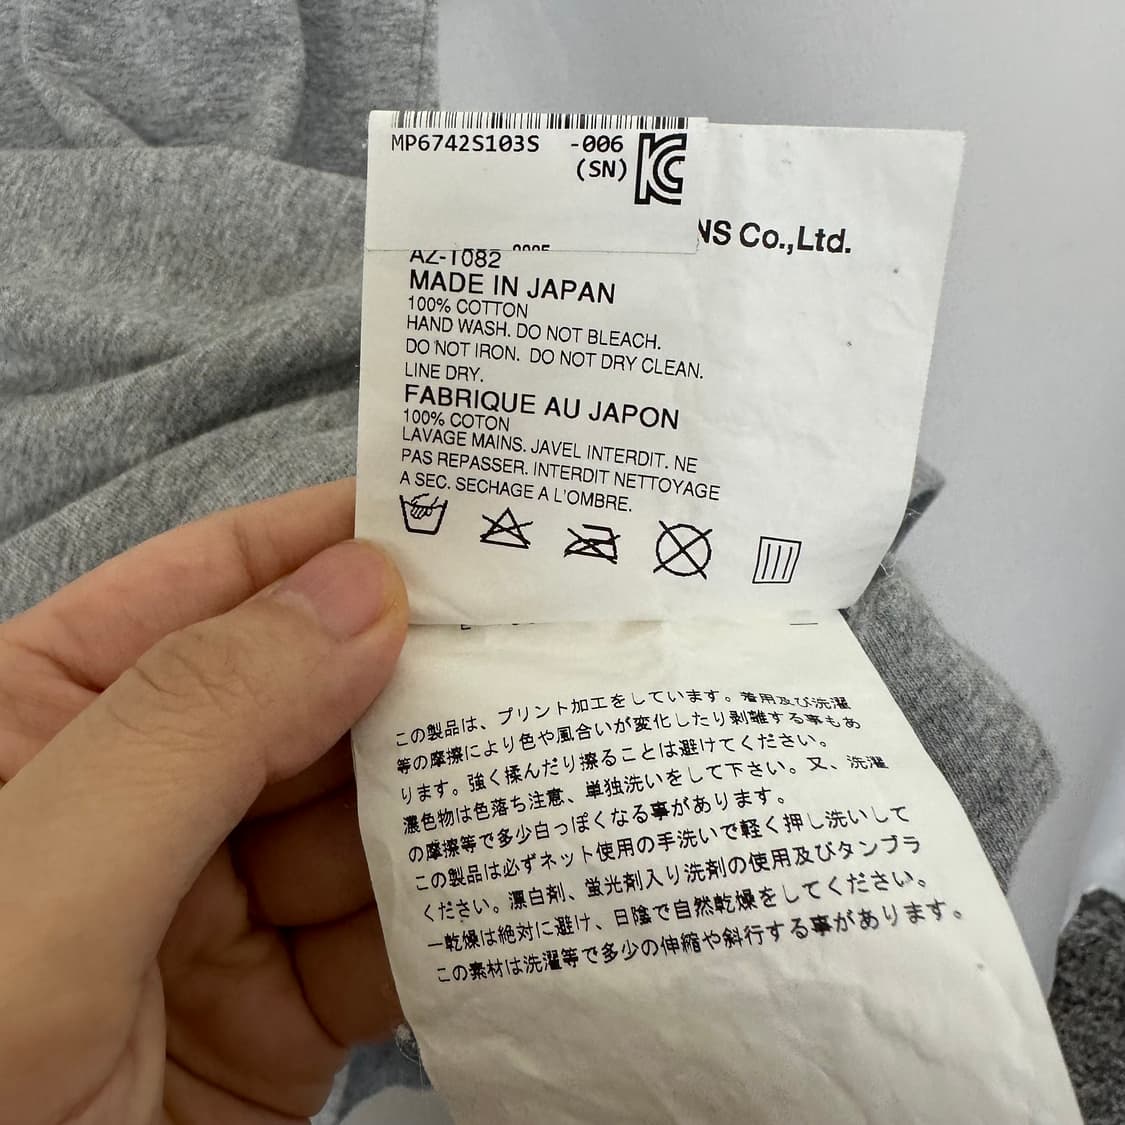 MP6742S103S -006
(SN)
NS Co.,Ltd.
AZ-T082
MADE IN JAPAN
100% COTTON
HAND WASH. DO NOT BLEACH.
DO NOT IRON. DO NOT DRY CLEAN.
LINE DRY.
FABRIQUE AU JAPON
100% COTON
LAVAGE MAINS. JAVEL INTERDIT. NE
PAS REPASSER. INTERDIT NETTOYAGE
A SEC. SECHAGE A L'OMBRE.
この製品は、プリント加工をしています。着用及び洗濯
等の摩擦により色や風合いが変化したり剥離する事もあ
ります。強く揉んだり擦ることは避けてください。
濃色物は色落ち注意、単独洗いをして下さい。又、洗濯
の摩擦等で多少白っぽくなる事があります。
この製品は必ずネット使用の手洗いで軽く押し洗いして
ください。漂白剤、蛍光剤入り洗剤の使用及びタンブラ
ー乾燥は絶対に避け、日陰で自然乾燥をしてください。
この素材は洗濯等で多少の伸縮や斜行する事があります。